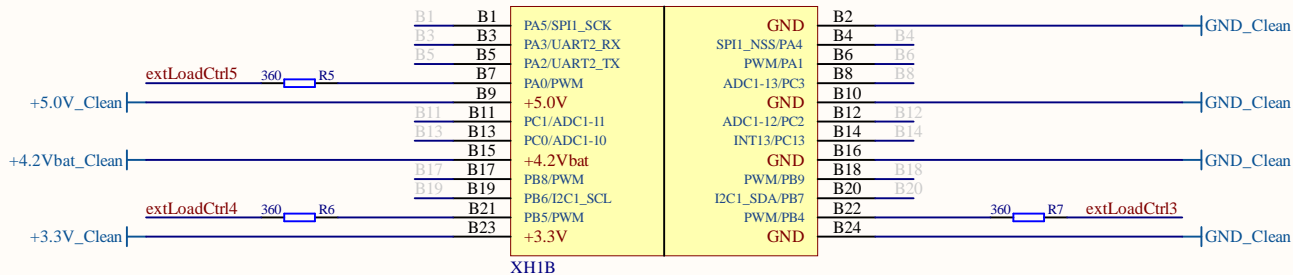 B1 B1 PA5/SPI1_SCK GND B2 GND_Clean
B3 B3 PA3/UART2_RX SPI1_NSS/PA4 B4 B4
B5 B5 PA2/UART2_TX PWM/PA1 B6 B6
extLoadCtrl5 360 R5 B7 PA0/PWM ADC1-13/PC3 B8 B8
+5.0V_Clean B9 +5.0V GND B10 GND_Clean
B11 B11 PC1/ADC1-11 ADC1-12/PC2 B12 B12
B13 B13 PC0/ADC1-10 INT13/PC13 B14 B14
+4.2Vbat_Clean B15 +4.2Vbat GND B16 GND_Clean
B17 B17 PB8/PWM PWM/PB9 B18 B18
B19 B19 PB6/I2C1_SCL I2C1_SDA/PB7 B20 B20
extLoadCtrl4 360 R6 B21 PB5/PWM PWM/PB4 B22 360 R7 extLoadCtrl3
+3.3V_Clean B23 +3.3V GND B24 GND_Clean
XH1B